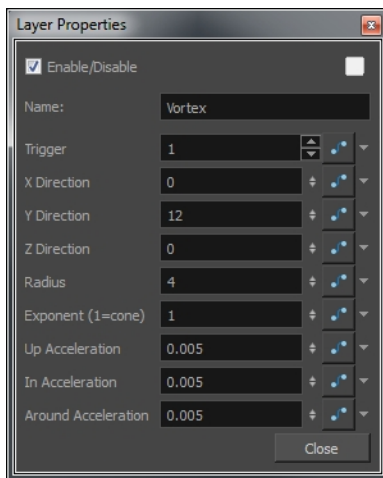 Layer Properties
Enable/Disable
Name: Vortex
Trigger 1
X Direction 0
Y Direction 12
Z Direction 0
Radius 4
Exponent (1=cone) 1
Up Acceleration 0.005
In Acceleration 0.005
Around Acceleration 0.005
Close